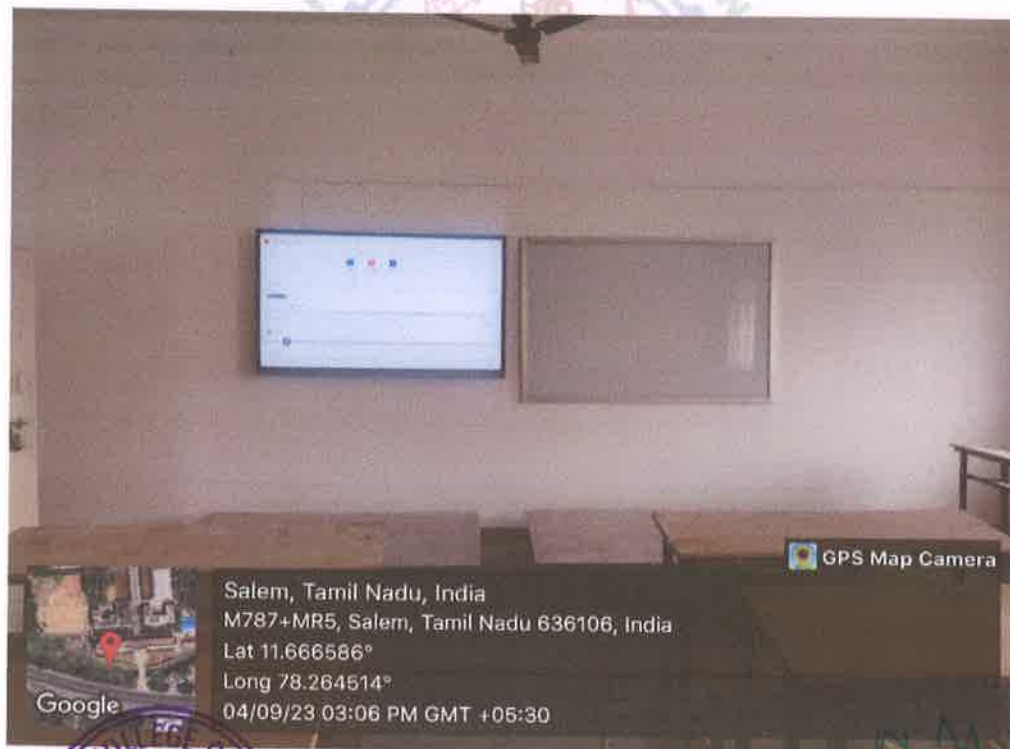 GPS Map Camera
Salem, Tamil Nadu, India
M787+MR5, Salem, Tamil Nadu 636106, India
Lat 11.666586°
Long 78.264514°
04/09/23 03:06 PM GMT +05:30
Google